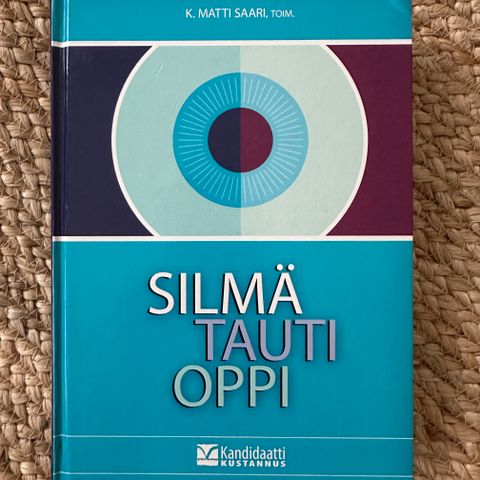 K. MATTI SAARI, TOIM.
SILMÄ
TAUTI
OPPI
Kandidaatti
KUSTANNUS